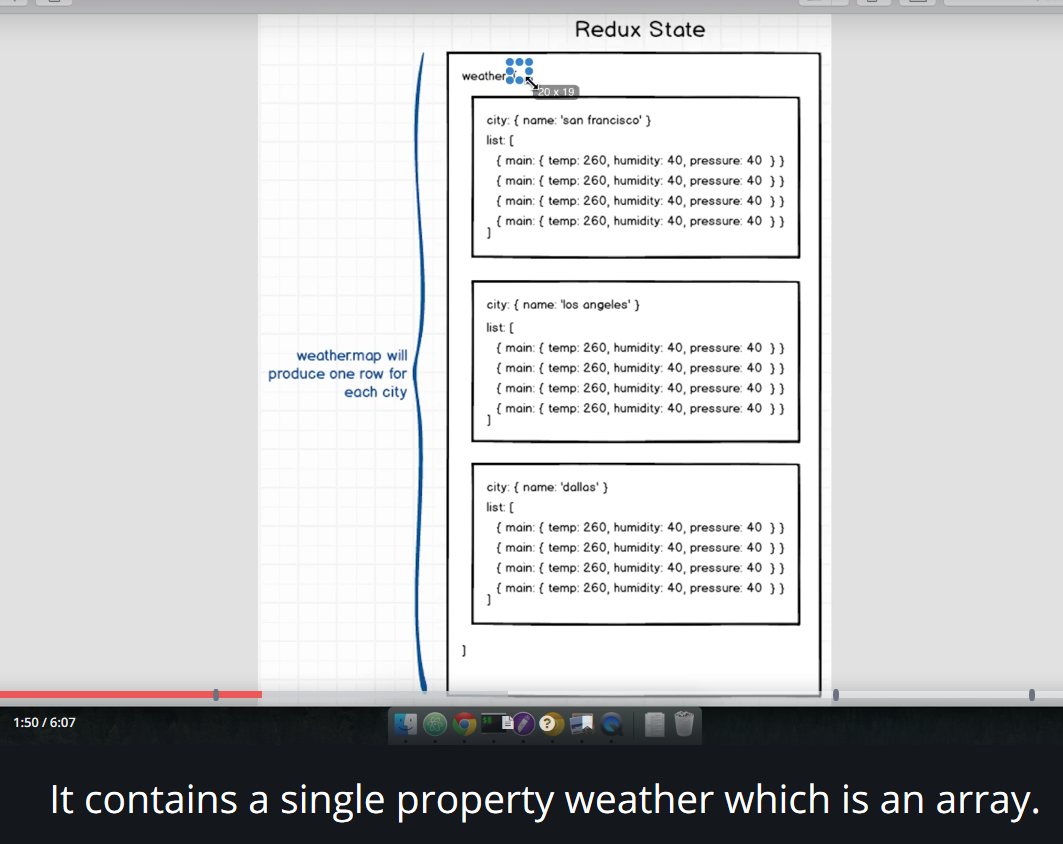 Redux State
weather
20 x 19
city: { name: 'san francisco' }
list: [
{ main: { temp: 260, humidity: 40, pressure: 40 } }
{ main: { temp: 260, humidity: 40, pressure: 40 } }
{ main: { temp: 260, humidity: 40, pressure: 40 } }
{ main: { temp: 260, humidity: 40, pressure: 40 } }
]
city: { name: 'los angeles' }
list: [
{ main: { temp: 260, humidity: 40, pressure: 40 } }
{ main: { temp: 260, humidity: 40, pressure: 40 } }
{ main: { temp: 260, humidity: 40, pressure: 40 } }
{ main: { temp: 260, humidity: 40, pressure: 40 } }
]
weather.map will
produce one row for
each city
city: { name: 'dallas' }
list: [
{ main: { temp: 260, humidity: 40, pressure: 40 } }
{ main: { temp: 260, humidity: 40, pressure: 40 } }
{ main: { temp: 260, humidity: 40, pressure: 40 } }
{ main: { temp: 260, humidity: 40, pressure: 40 } }
]
]
1:50 / 6:07
It contains a single property weather which is an array.